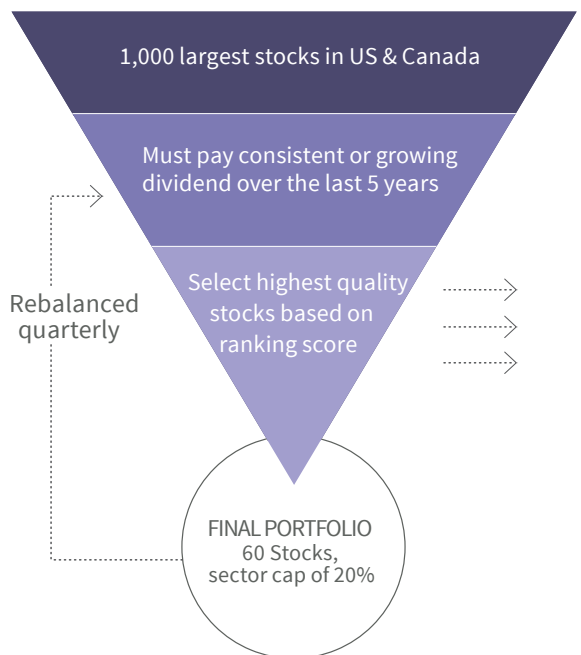 1,000 largest stocks in US & Canada
Must pay consistent or growing
dividend over the last 5 years
Select highest quality
stocks based on
ranking score
Rebalanced
quarterly
FINAL PORTFOLIO
60 Stocks,
sector cap of 20%